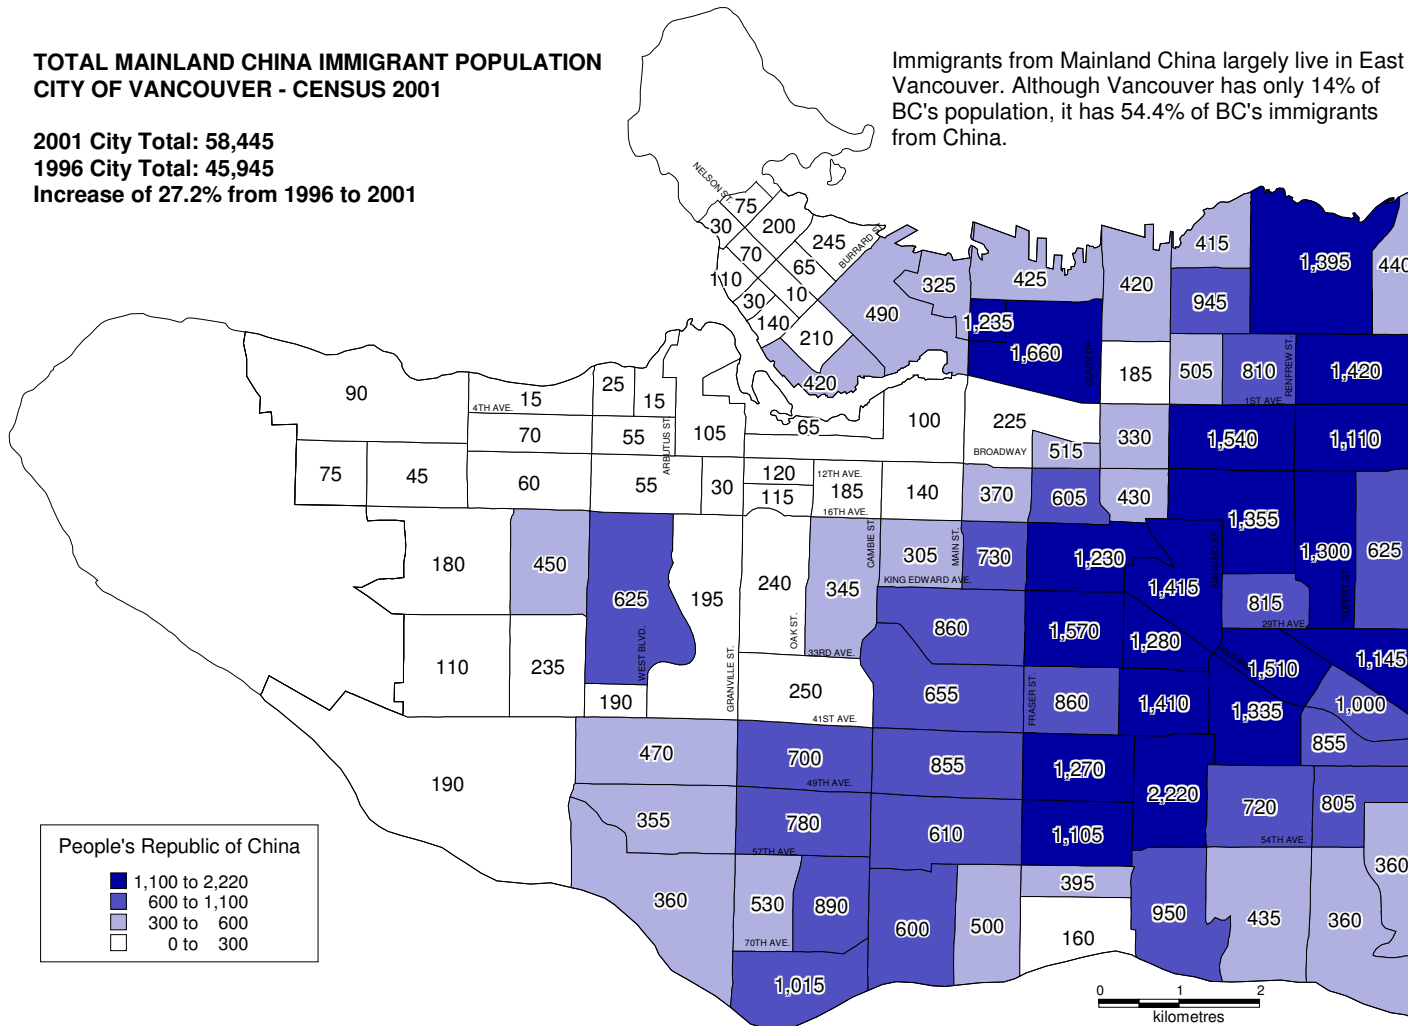 TOTAL MAINLAND CHINA IMMIGRANT POPULATION
CITY OF VANCOUVER - CENSUS 2001
2001 City Total: 58,445
1996 City Total: 45,945
Increase of 27.2% from 1996 to 2001
Immigrants from Mainland China largely live in East
Vancouver. Although Vancouver has only 14% of
BC's population, it has 54.4% of BC's immigrants
from China.
NELSON ST.
75
30
200
245
BURRARD ST.
70
65
110
10
30
140
210
490
325
420
425
420
415
945
1,395
440
1,235
1,660
CLARK DR.
185
505
810
RENFREW ST.
1,420
1ST AVE.
90
15
25
15
4TH AVE.
70
55
ARBUTUS ST.
105
65
100
225
BROADWAY
515
330
1,540
1,110
75
45
60
55
30
120
115
12TH AVE.
185
16TH AVE.
140
370
605
430
1,355
1,300
625
180
450
625
WEST BLVD.
195
240
OAK ST.
345
CAMBIE ST.
305
MAIN ST.
KING EDWARD AVE.
730
1,230
1,415
NANAIMO ST.
815
29TH AVE.
RUPERT ST.
110
235
190
GRANVILLE ST.
33RD AVE.
250
41ST AVE.
860
655
1,570
1,280
FRASER ST.
860
1,410
1,510
1,335
1,145
1,000
855
190
470
700
49TH AVE.
855
1,270
2,220
720
54TH AVE.
805
355
780
57TH AVE.
610
1,105
360
360
530
70TH AVE.
890
600
500
395
160
950
435
360
1,015
People's Republic of China
1,100 to 2,220
600 to 1,100
300 to 600
0 to 300
0 1 2
kilometres